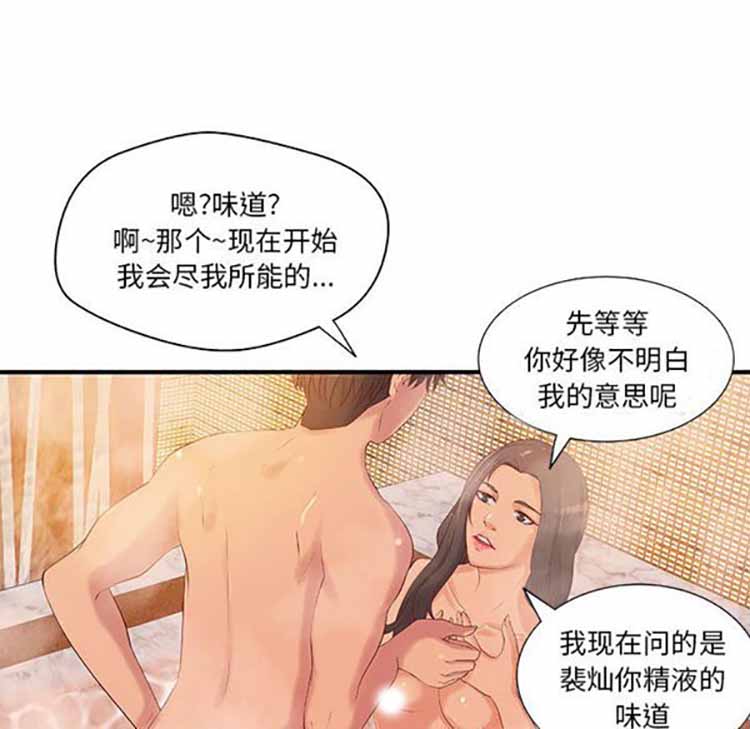 嗯?味道?
啊~那个~现在开始
我会尽我所能的...
先等等
你好像不明白
我的意思呢
我现在问的是
裴灿你精液的
味道